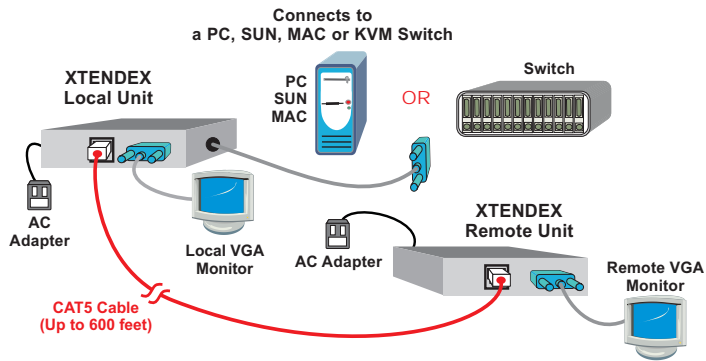 Connects to
a PC, SUN, MAC or KVM Switch
XTENDEX
Local Unit
PC
SUN
MAC
OR
Switch
AC
Adapter
Local VGA
Monitor
XTENDEX
Remote Unit
AC Adapter
Remote VGA
Monitor
CAT5 Cable
(Up to 600 feet)